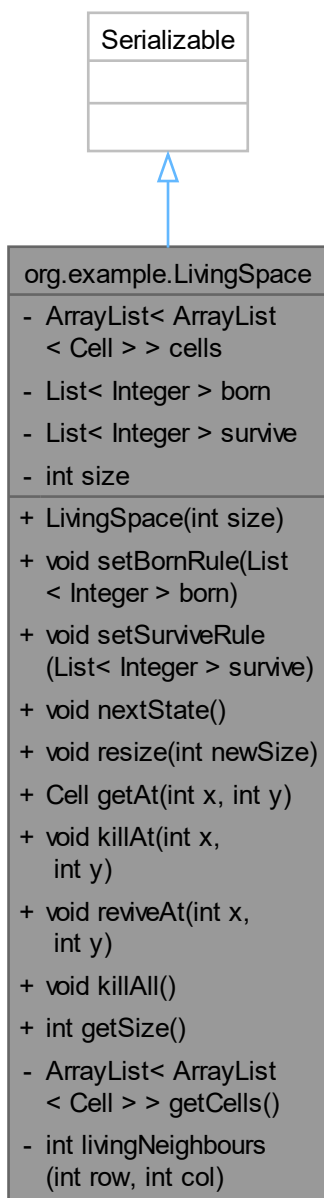 Serializable
org.example.LivingSpace
- ArrayList< ArrayList
< Cell > > cells
- List< Integer > born
- List< Integer > survive
- int size
+ LivingSpace(int size)
+ void setBornRule(List
< Integer > born)
+ void setSurviveRule
(List< Integer > survive)
+ void nextState()
+ void resize(int newSize)
+ Cell getAt(int x, int y)
+ void killAt(int x,
int y)
+ void reviveAt(int x,
int y)
+ void killAll()
+ int getSize()
- ArrayList< ArrayList
< Cell > > getCells()
- int livingNeighbours
(int row, int col)